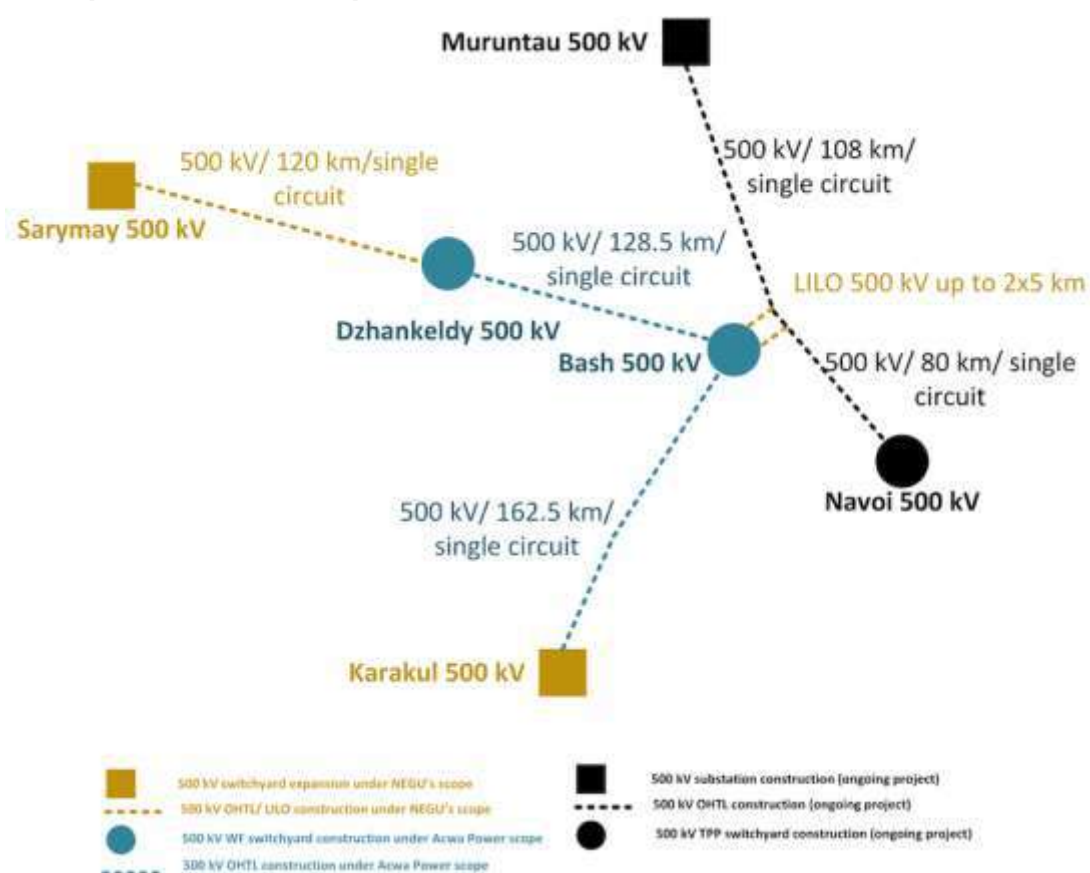 Muruntau 500 kV
500 kV/ 120 km/single
circuit
500 kV/ 108 km/
single circuit
Sarymay 500 kV
500 kV/ 128.5 km/
single circuit
LILO 500 kV up to 2x5 km
Dzhankeldy 500 kV
Bash 500 kV
500 kV/ 80 km/ single
circuit
Navoi 500 kV
500 kV/ 162.5 km/
single circuit
Karakul 500 kV
500 kV switchyard expansion under NEGU's scope
500 kV OHTL/ LILO construction under NEGU's scope
500 kV WF switchyard construction under Acwa Power scope
500 kV OHTL construction under Acwa Power scope
500 kV substation construction (ongoing project)
500 kV OHTL construction (ongoing project)
500 kV TPP switchyard construction (ongoing project)